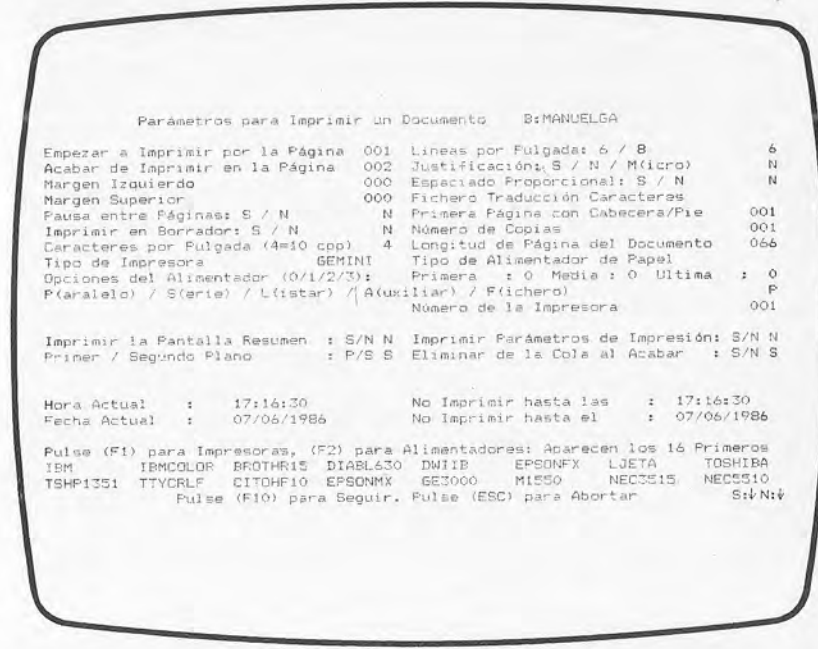 Parámetros para Imprimir un Documento B:MANUELGA
Empezar a Imprimir por la Página 001 Líneas por Pulgada: 6 / 8 6
Acabar de Imprimir en la Página 002 Justificación: S / N / M(icro) N
Margen Izquierdo 000 Espaciado Proporcional: S / N N
Margen Superior 000 Fichero Traducción Caracteres
Pausa entre Páginas: S / N N Primera Página con Cabecera/Pie 001
Imprimir en Borrador: S / N N Número de Copias 001
Caracteres por Pulgada (4=10 cpp) 4 Longitud de Página del Documento 066
Tipo de Impresora GEMINI Tipo de Alimentador de Papel
Opciones del Alimentador (0/1/2/3): Primera : 0 Media : 0 Ultima : 0
P(aralelo) / S(erie) / L(istar) / A(uxiliar) / F(ichero) P
Número de la Impresora 001
Imprimir la Pantalla Resumen : S/N N Imprimir Parámetros de Impresión: S/N N
Primer / Segundo Plano : P/S S Eliminar de la Cola al Acabar : S/N S
Hora Actual : 17:16:30 No Imprimir hasta las : 17:16:30
Fecha Actual : 07/06/1986 No Imprimir hasta el : 07/06/1986
Pulse (F1) para Impresoras, (F2) para Alimentadores: Aparecen los 16 Primeros
IBM IBMCOLOR BROTHR15 DIABL630 DWIIB EPSONFX LJETA TOSHIBA
TSHP1351 TTYCRLF CITOHF10 EPSONMX GE3000 M1550 NEC3515 NEC5510
Pulse (F10) para Seguir, Pulse (ESC) para Abortar S:↓N:↓